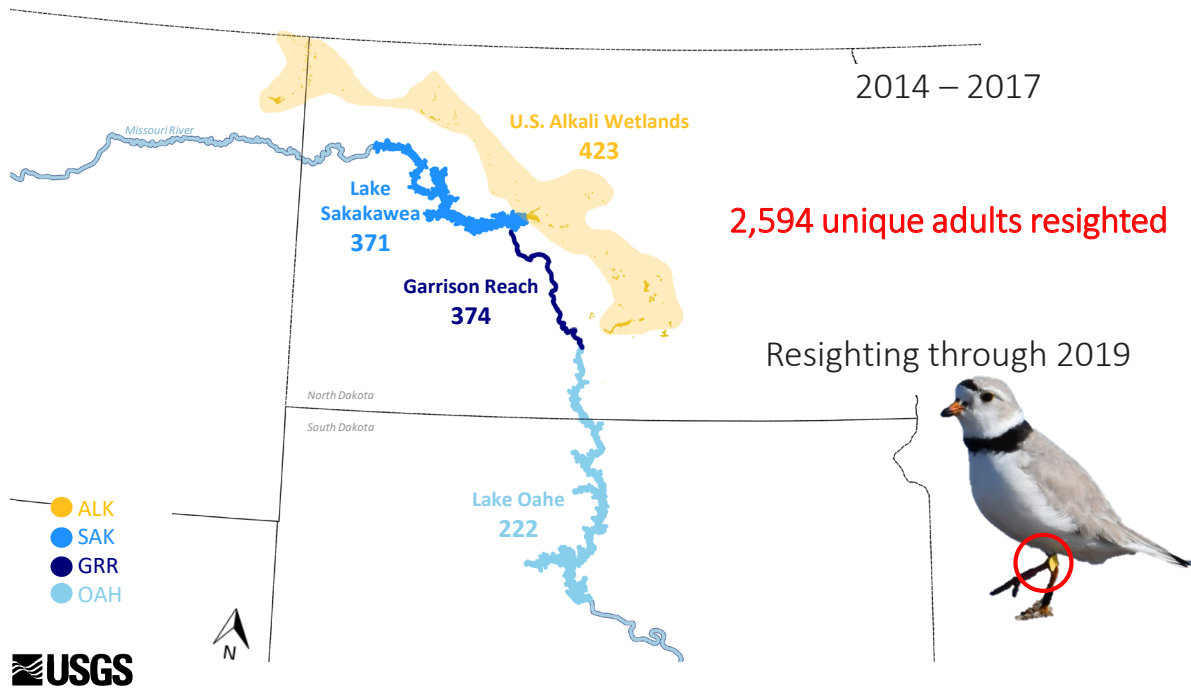 2014 – 2017
Missouri River
U.S. Alkali Wetlands
423
Lake
Sakakawea
371
2,594 unique adults resighted
Garrison Reach
374
Resighting through 2019
North Dakota
South Dakota
Lake Oahe
222
ALK
SAK
GRR
OAH
N
USGS